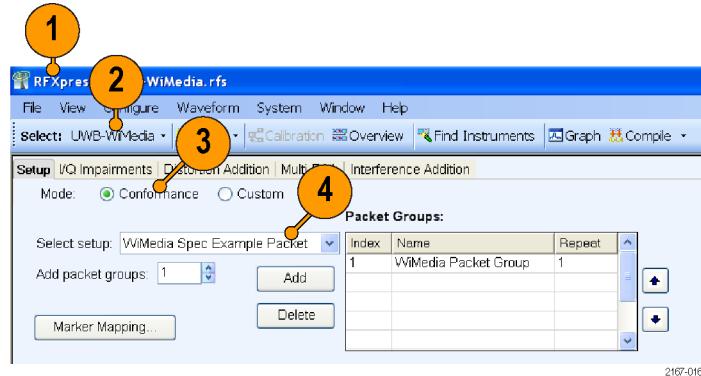 1
RFXpres 2 -WiMedia.rfs
File View Configure Waveform System Window Help
Select: UWB-WiMedia 3 Calibration Overview Find Instruments Graph Compile
Setup I/Q Impairments Distortion Addition Interference Addition
Mode: Conformance Custom 4
Packet Groups:
Select setup: WiMedia Spec Example Packet Index Name Repeat
1 WiMedia Packet Group 1
Add packet groups: 1 Add
Delete
Marker Mapping...
2167-016